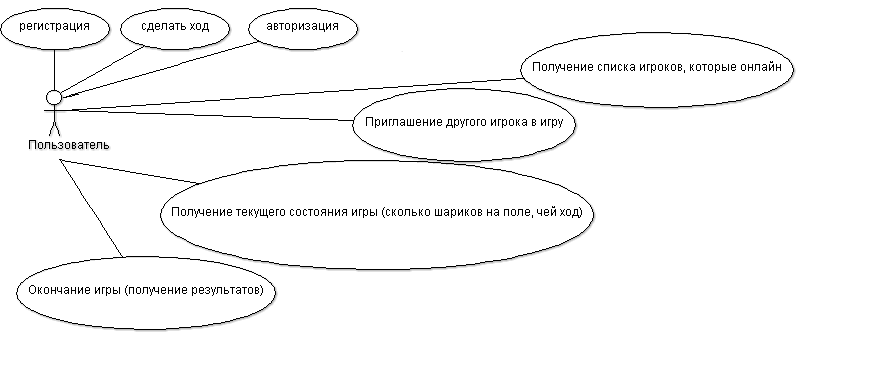 регистрация
сделать ход
авторизация
Получение списка игроков, которые онлайн
Приглашение другого игрока в игру
Пользователь
Получение текущего состояния игры (сколько шариков на поле, чей ход)
Окончание игры (получение результатов)